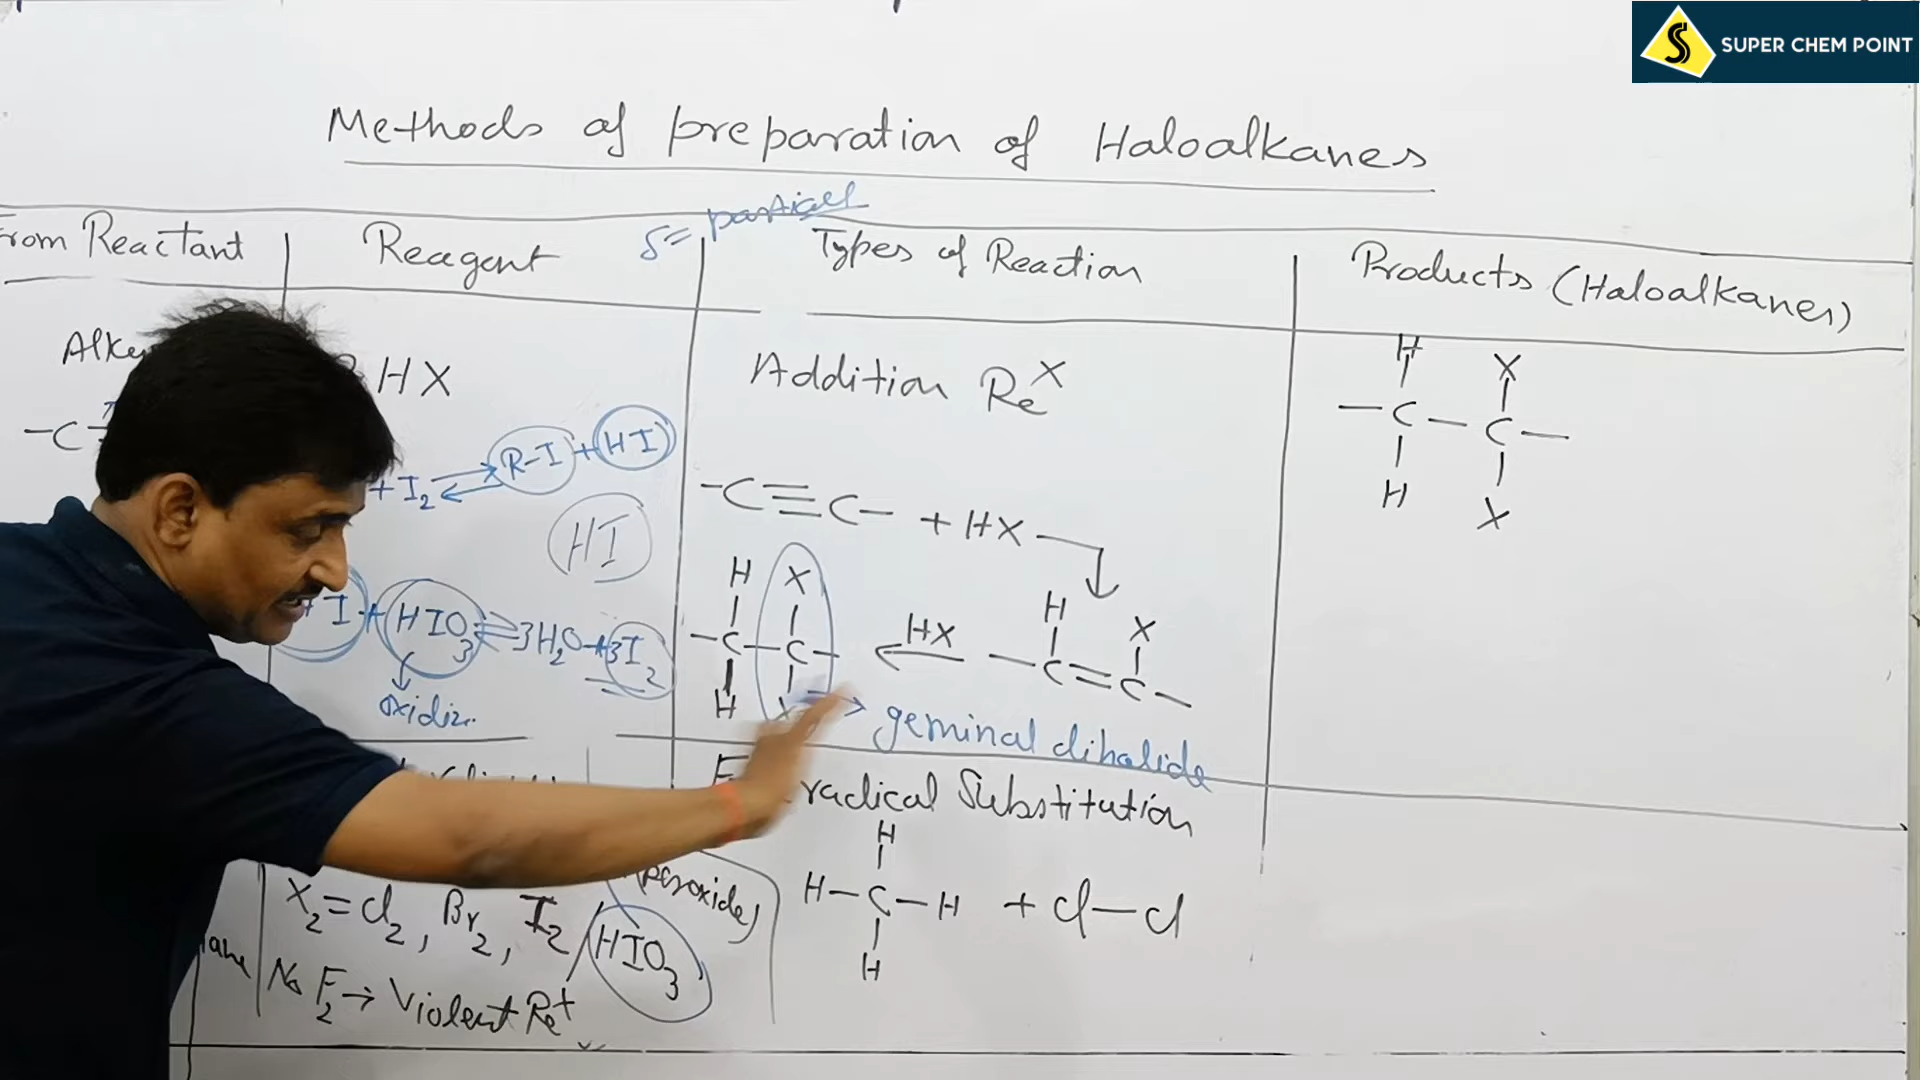 SUPER CHEM POINT
Methods of preparation of Haloalkanes
δ = partial
From Reactant Reagent Types of Reaction Products (Haloalkanes)
HX Addition Reˣ
+ I₂ ⇌ R-I + HI
HI
-C≡C- + HX
H X
-C-C-
H X
H X
-C-C-
H X
HX
H X
-C=C-
I + HIO₃ ⇌ 3H₂O + 3I₂
oxidiz.
geminal dihalide
radical Substitution
H
H-C-H + Cl-Cl
H
X₂=Cl₂, Br₂, I₂/HIO₃
peroxide)
No F₂→ Violent Re⁺